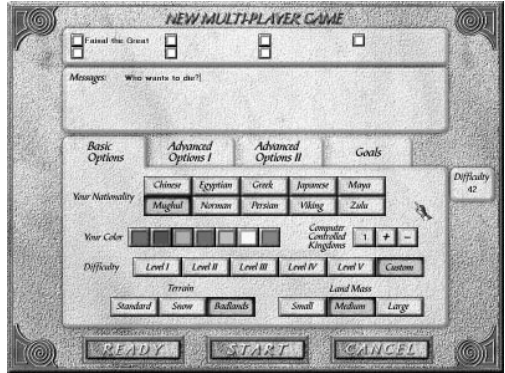 NEW MULTI-PLAYER GAME
Faisal the Great
Messages: Who wants to die?
Basic Options
Advanced Options I
Advanced Options II
Goals
Difficulty
42
Your Nationality
Chinese Egyptian Greek Japanese Maya
Mughul Norman Persian Viking Zulu
Your Color
Computer Controlled Kingdoms 1 + -
Difficulty Level I Level II Level III Level IV Level V Custom
Terrain Land Mass
Standard Snow Badlands Small Medium Large
READY START CANCEL